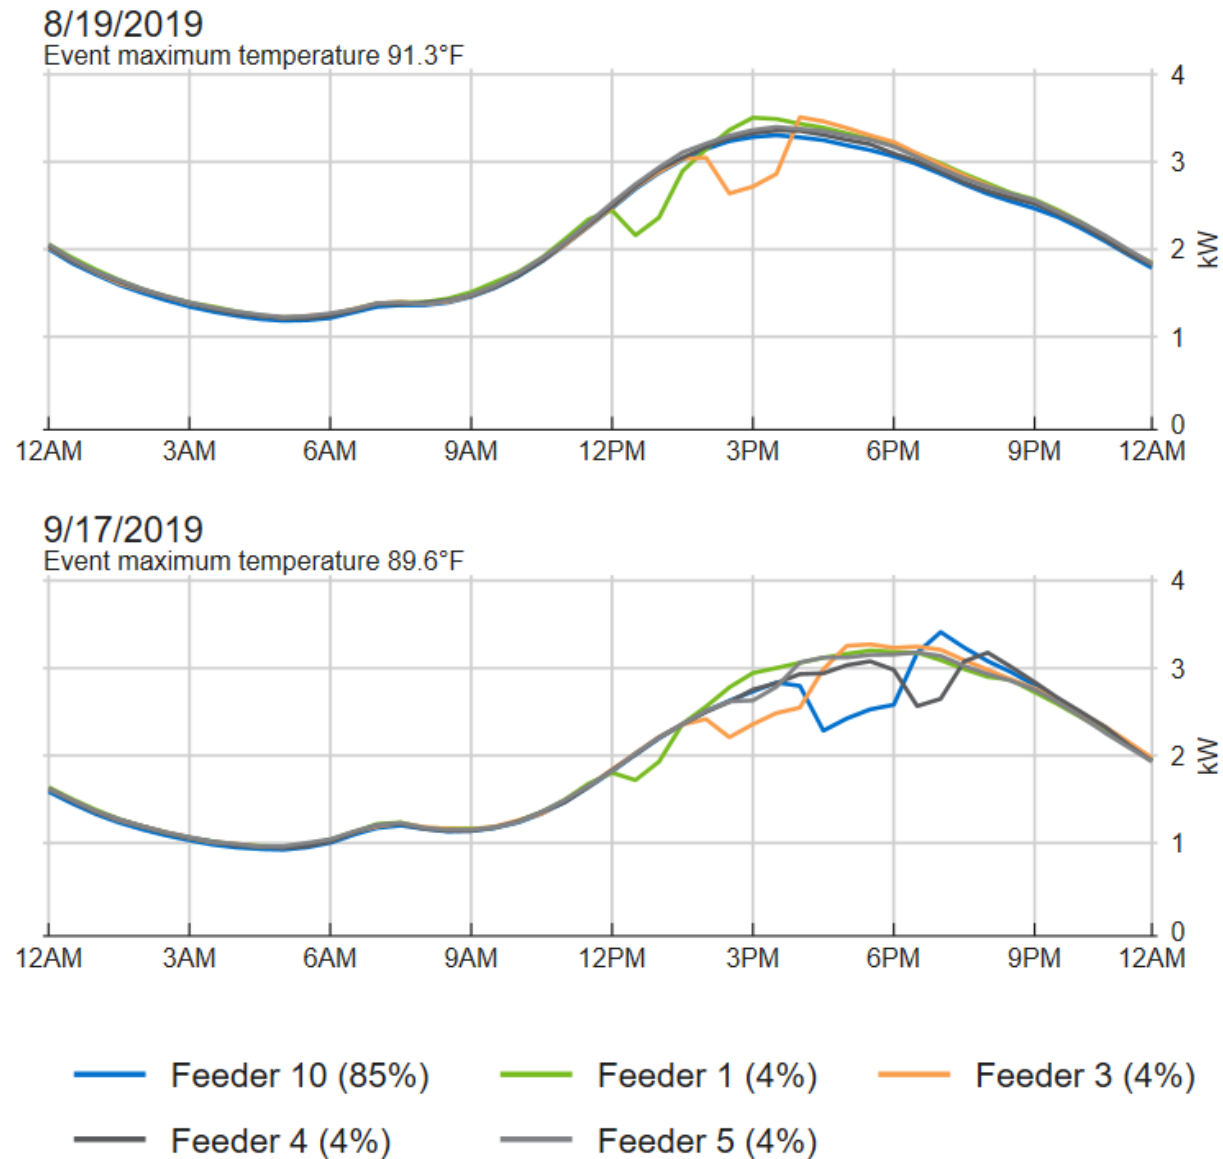 8/19/2019
Event maximum temperature 91.3°F
4
3
2
1
0
kW
12AM 3AM 6AM 9AM 12PM 3PM 6PM 9PM 12AM
9/17/2019
Event maximum temperature 89.6°F
4
3
2
1
0
kW
12AM 3AM 6AM 9AM 12PM 3PM 6PM 9PM 12AM
Feeder 10 (85%) Feeder 1 (4%) Feeder 3 (4%)
Feeder 4 (4%) Feeder 5 (4%)